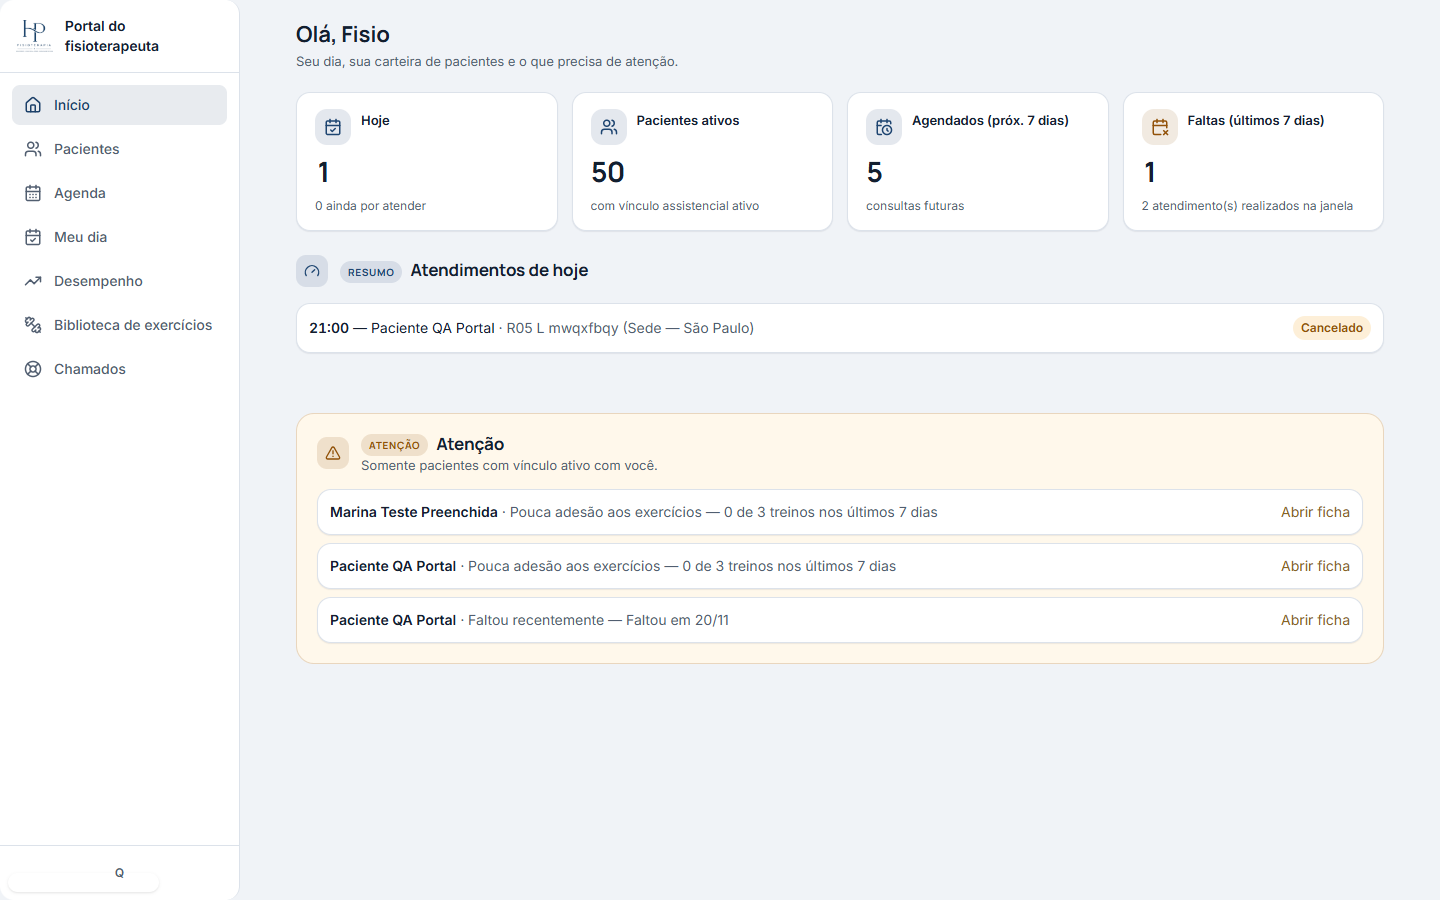 HP
FISIOTERAPIA
Portal do
fisioterapeuta
Início
Pacientes
Agenda
Meu dia
Desempenho
Biblioteca de exercícios
Chamados
Q
Olá, Fisio
Seu dia, sua carteira de pacientes e o que precisa de atenção.
Hoje
1
0 ainda por atender
Pacientes ativos
50
com vínculo assistencial ativo
Agendados (próx. 7 dias)
5
consultas futuras
Faltas (últimos 7 dias)
1
2 atendimento(s) realizados na janela
RESUMO Atendimentos de hoje
21:00 — Paciente QA Portal · R05 L mwqxfbqy (Sede — São Paulo) Cancelado
ATENÇÃO Atenção
Somente pacientes com vínculo ativo com você.
Marina Teste Preenchida · Pouca adesão aos exercícios — 0 de 3 treinos nos últimos 7 dias Abrir ficha
Paciente QA Portal · Pouca adesão aos exercícios — 0 de 3 treinos nos últimos 7 dias Abrir ficha
Paciente QA Portal · Faltou recentemente — Faltou em 20/11 Abrir ficha